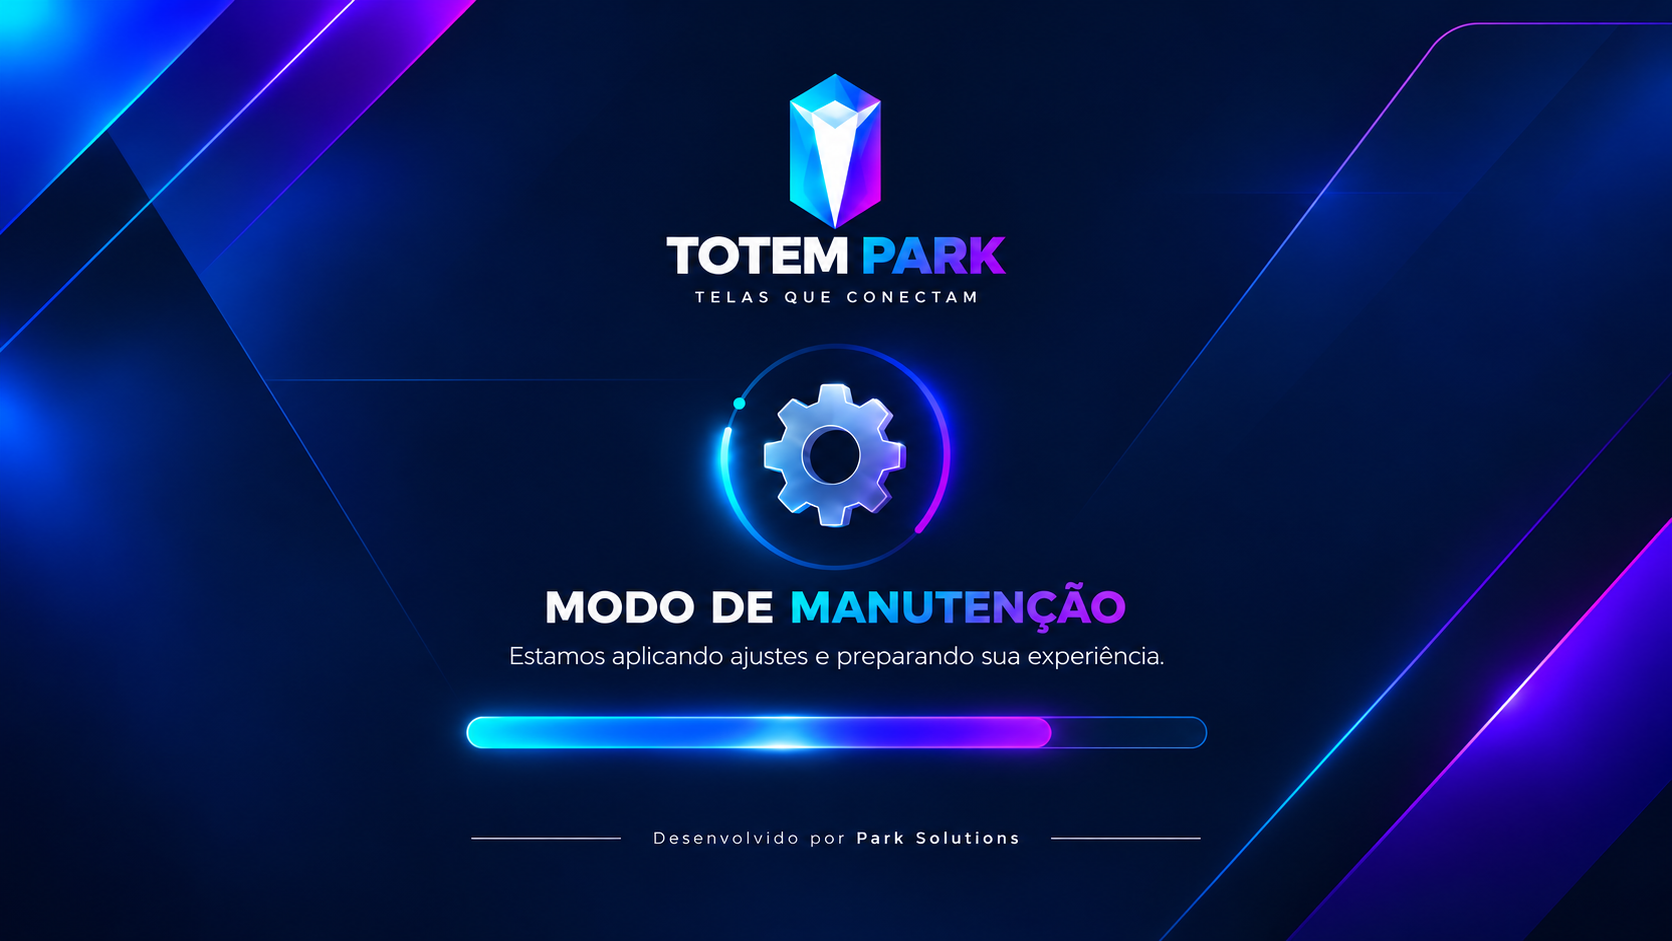 TOTEM PARK
TELAS QUE CONECTAM
MODO DE MANUTENÇÃO
Estamos aplicando ajustes e preparando sua experiência.
Desenvolvido por Park Solutions